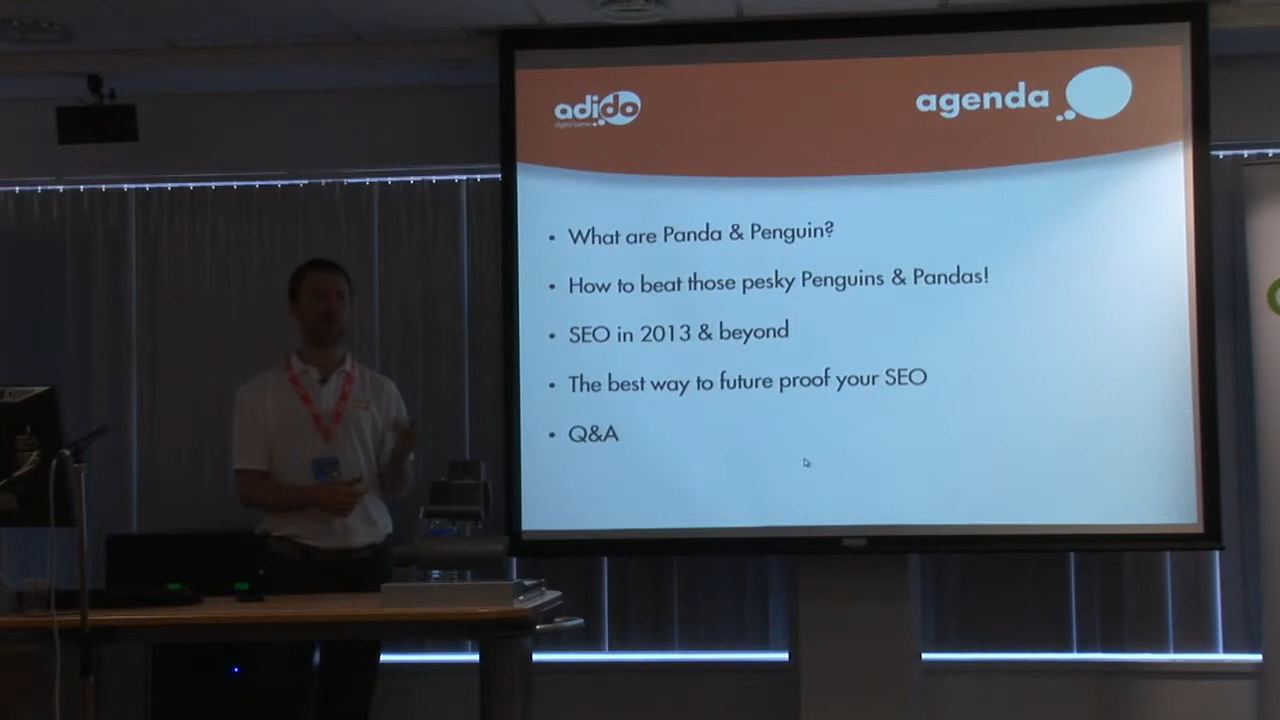 adido
agenda
• What are Panda & Penguin?
• How to beat those pesky Penguins & Pandas!
• SEO in 2013 & beyond
• The best way to future proof your SEO
• Q&A